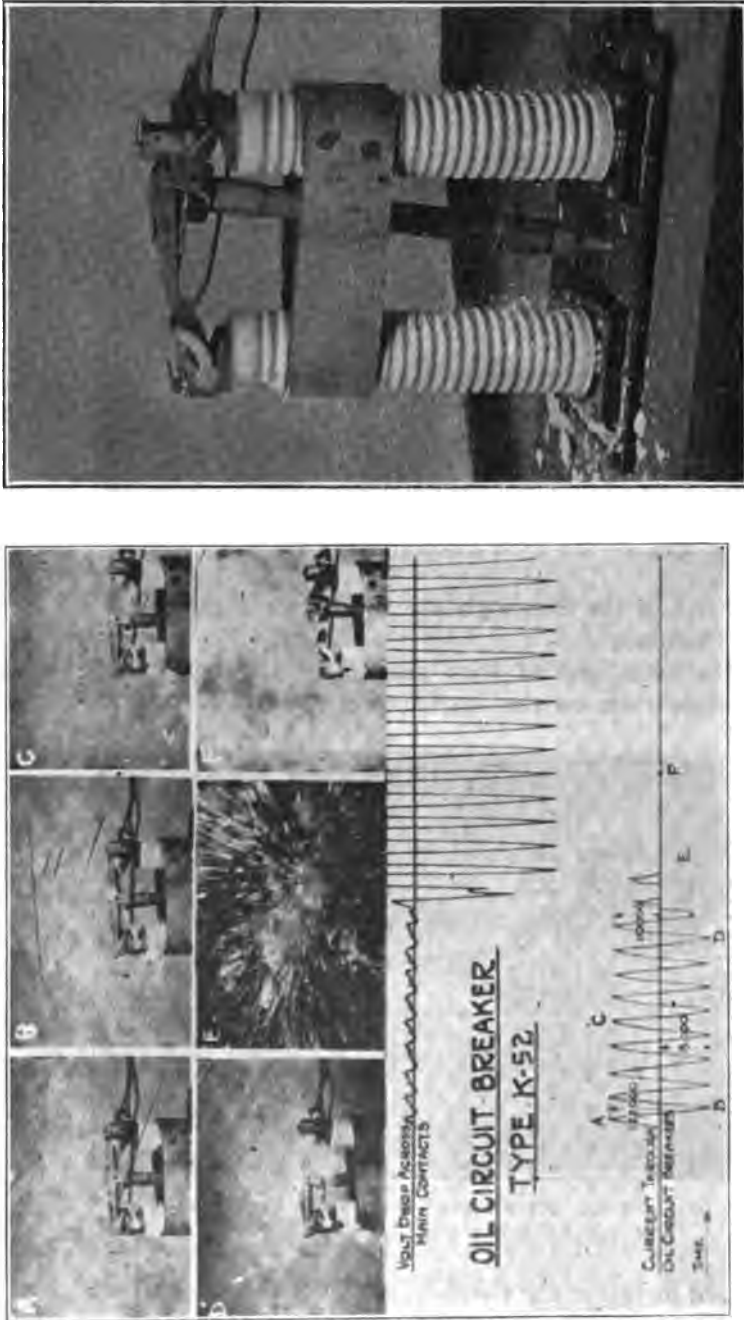 A
B
C
D
E
F
VOLT DROP ACROSS
MAIN CONTACTS
OIL CIRCUIT BREAKER
TYPE K-52
A
C
B
D
E
F
CURRENT THROUGH
OIL CIRCUIT BREAKER
TIME